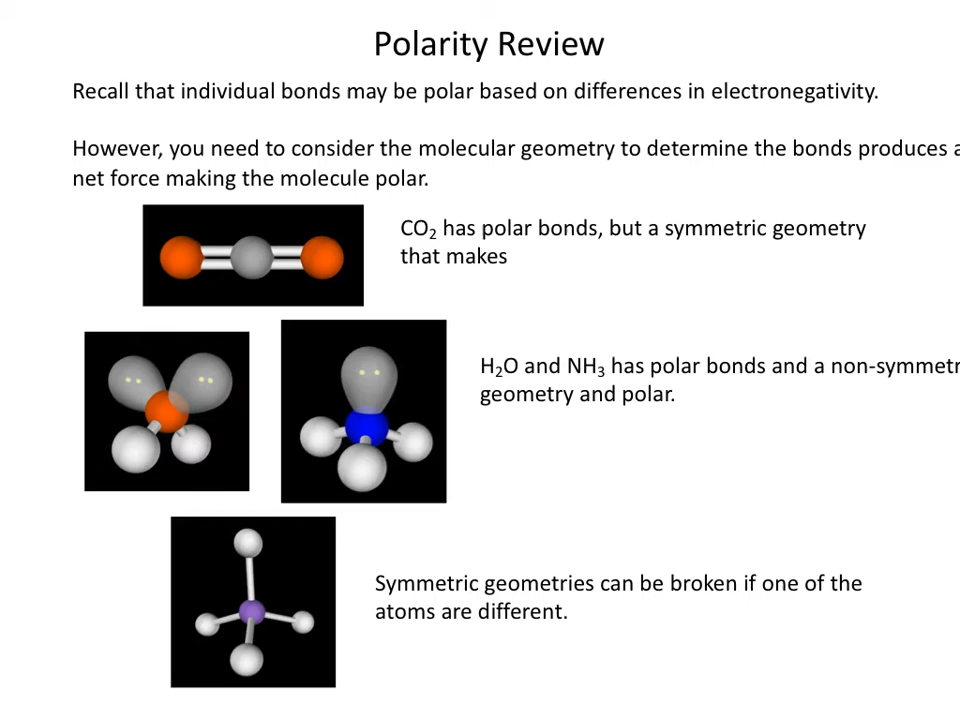 Polarity Review
Recall that individual bonds may be polar based on differences in electronegativity.
However, you need to consider the molecular geometry to determine the bonds produces a
net force making the molecule polar.
CO₂ has polar bonds, but a symmetric geometry
that makes
H₂O and NH₃ has polar bonds and a non-symmetr
geometry and polar.
Symmetric geometries can be broken if one of the
atoms are different.